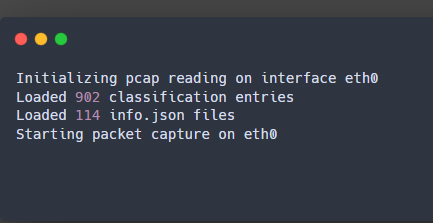 Initializing pcap reading on interface eth0
Loaded 902 classification entries
Loaded 114 info.json files
Starting packet capture on eth0